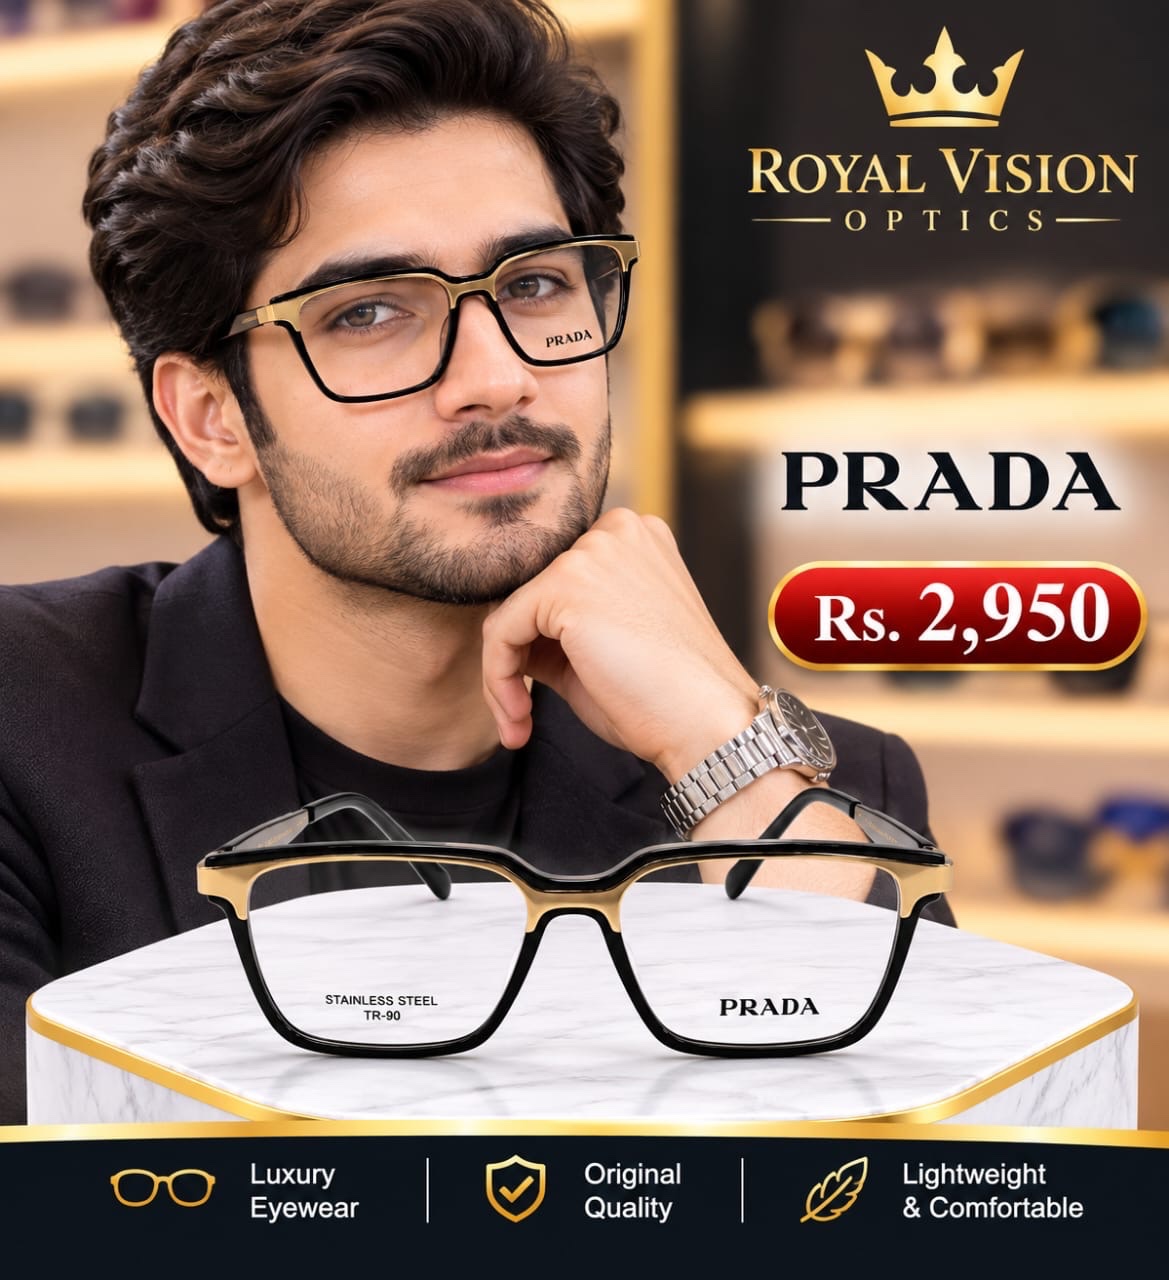 ROYAL VISION
OPTICS
PRADA
PRADA
Rs. 2,950
STAINLESS STEEL
TR-90
PRADA
Luxury
Eyewear
Original
Quality
Lightweight
& Comfortable